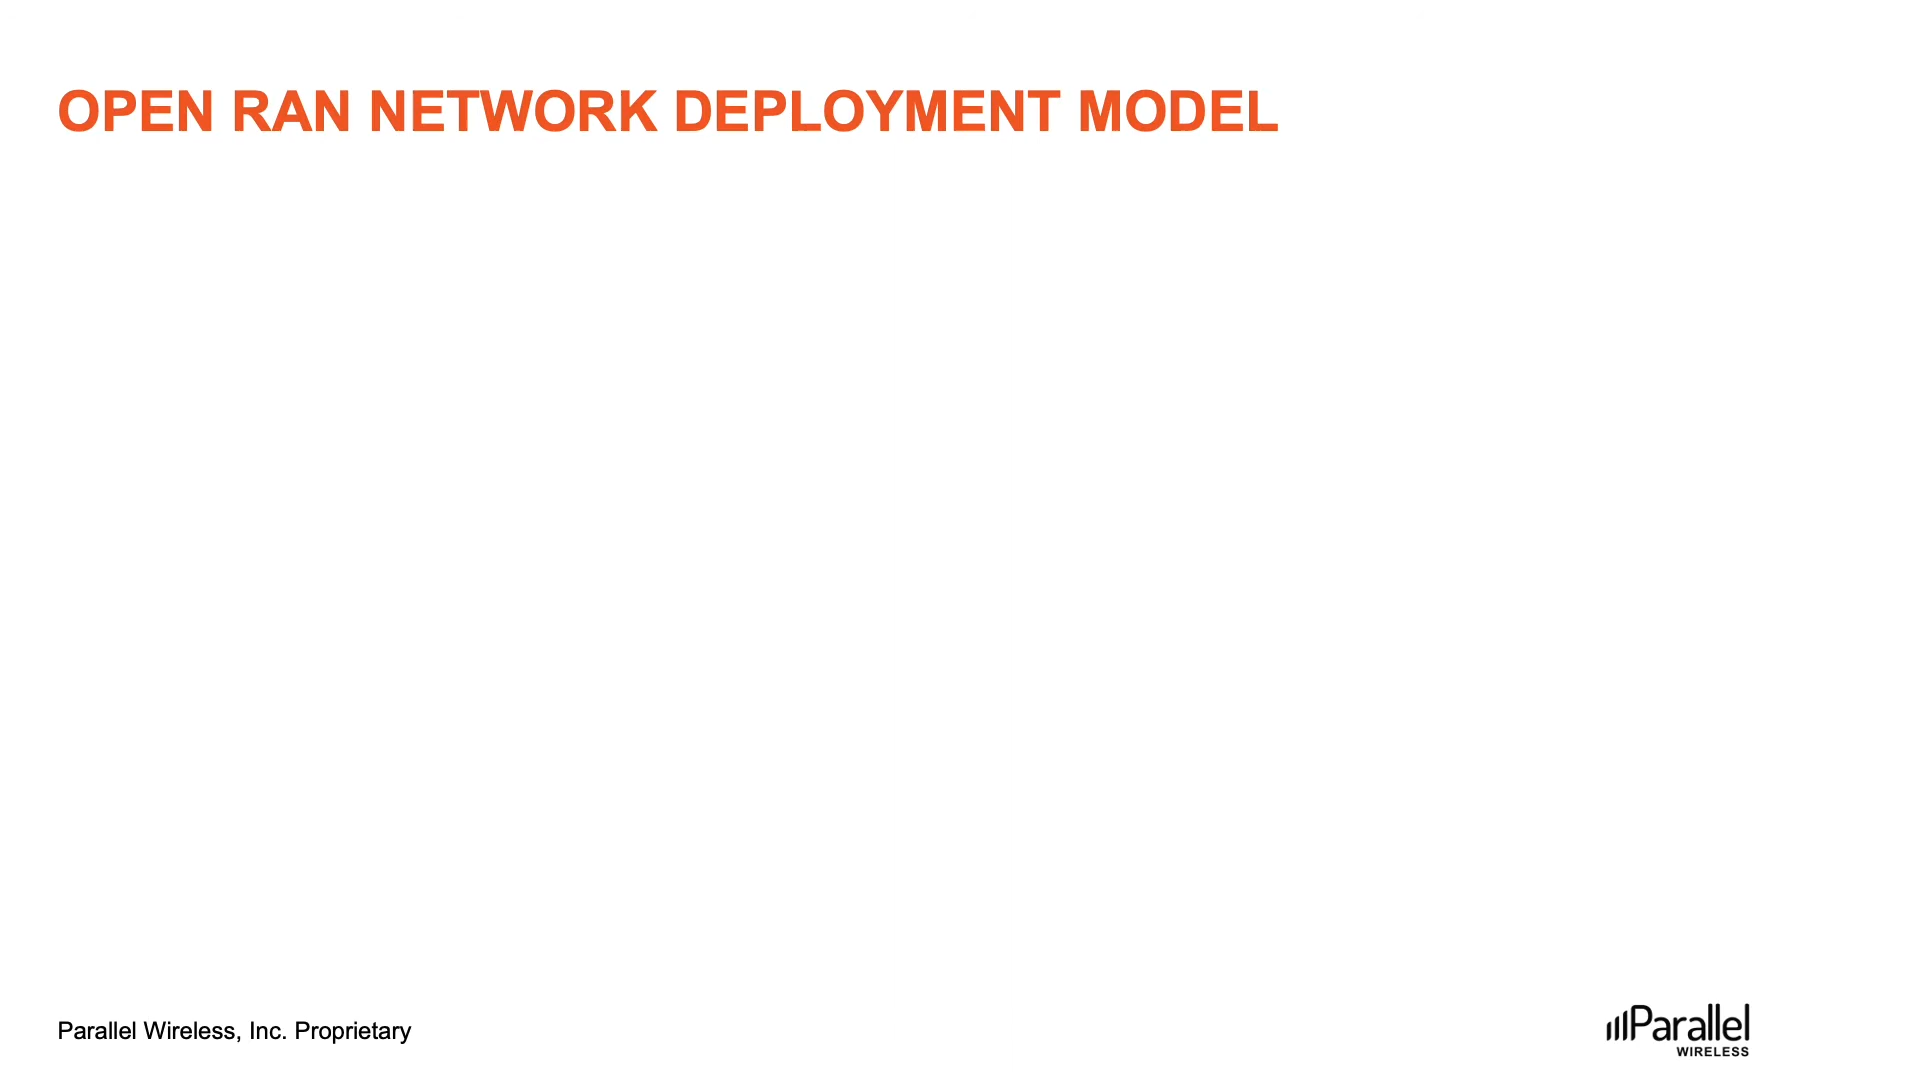 OPEN RAN NETWORK DEPLOYMENT MODEL
Parallel Wireless, Inc. Proprietary
Parallel
WIRELESS